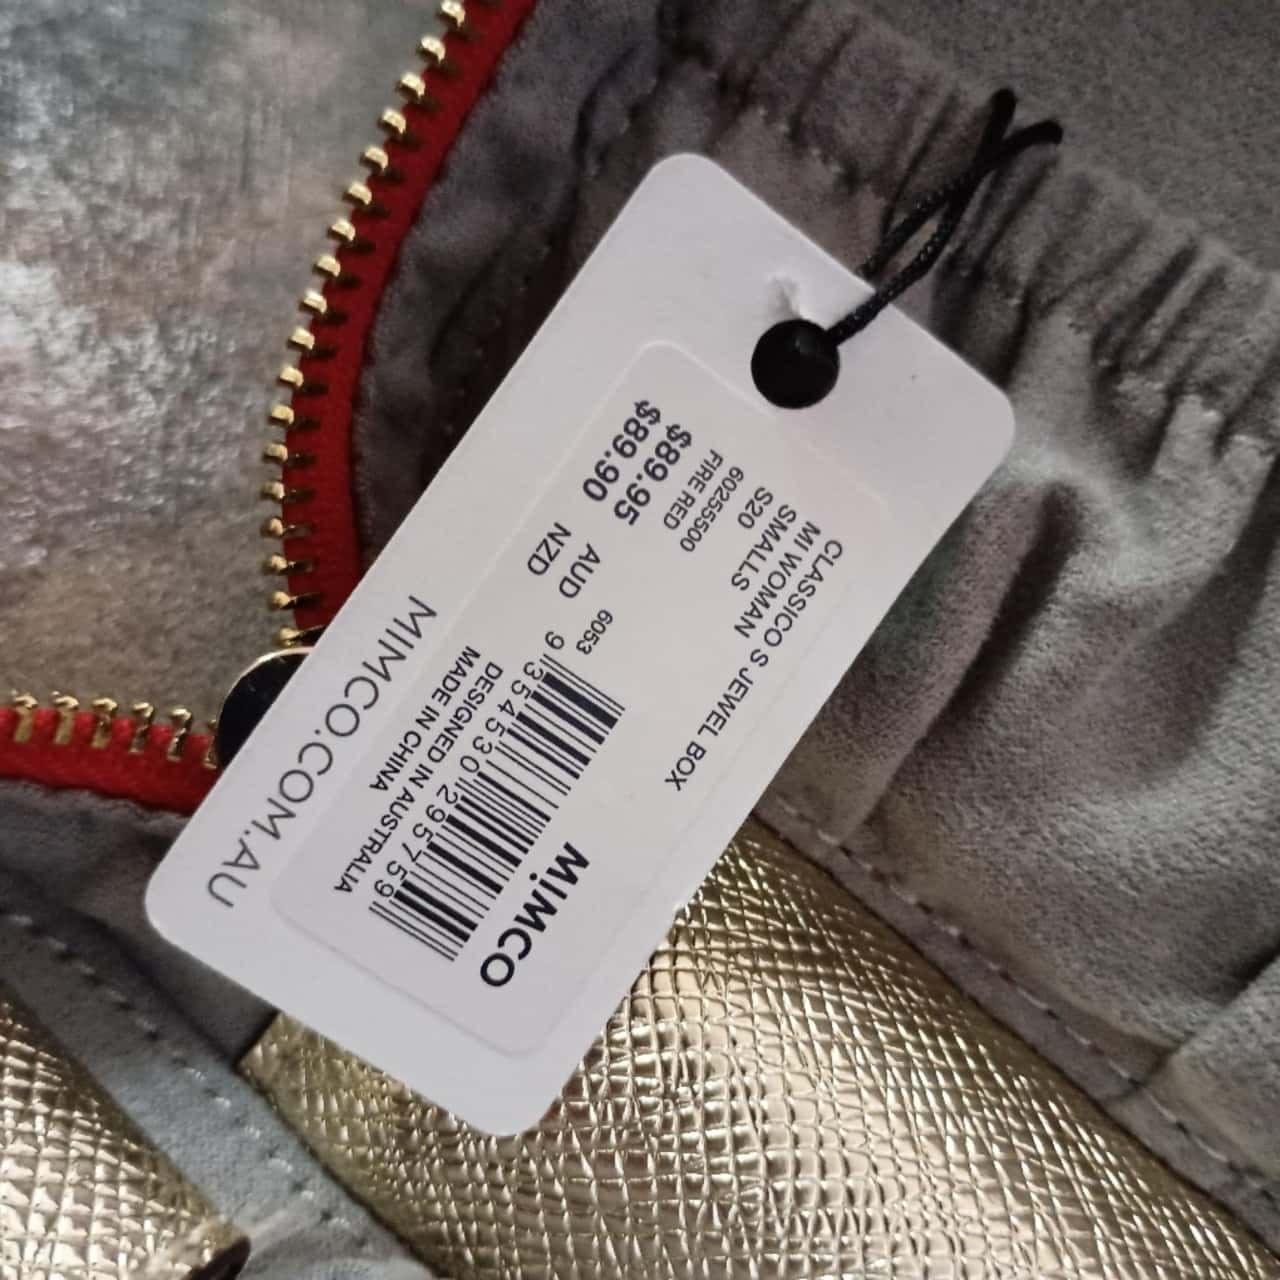 MIMCO
CLASSICO S JEWEL BOX
MI WOMAN
SMALLS
S20
60255500
FIRE RED
$89.95 AUD
$89.90 NZD
6053
9 354530 295759
DESIGNED IN AUSTRALIA
MADE IN CHINA
MIMCO.COM.AU